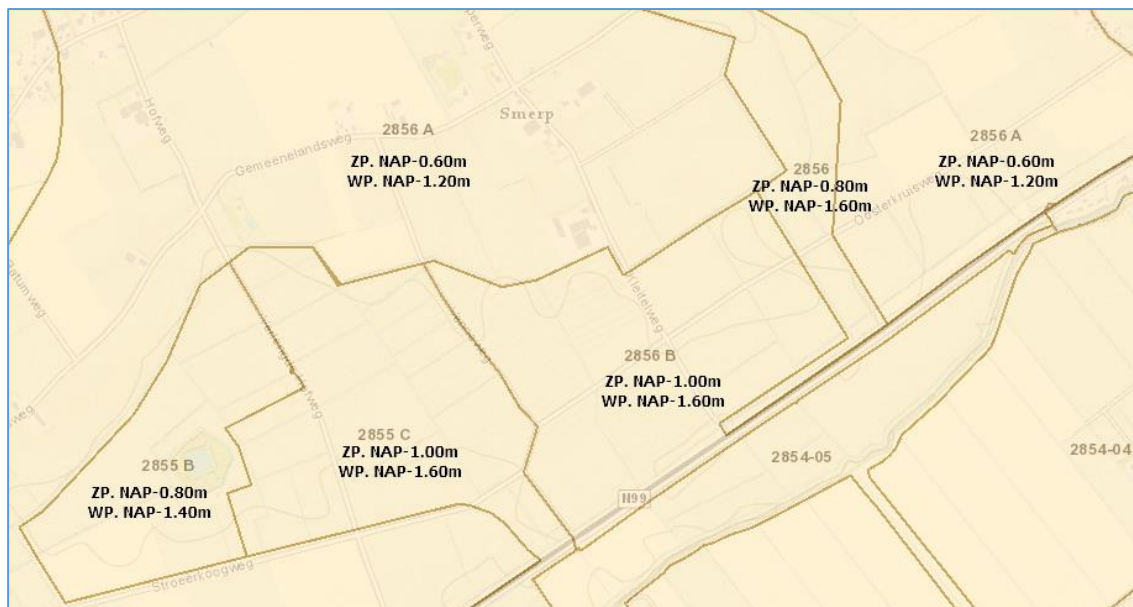 Hofweg
Smerp
2856 A
Gemeenelandsweg
ZP. NAP-0.60m
WP. NAP-1.20m
2856 A
ZP. NAP-0.60m
WP. NAP-1.20m
2856
ZP. NAP-0.80m
WP. NAP-1.60m
Oosterkruisweg
KleiteIweg
2856 B
ZP. NAP-1.00m
WP. NAP-1.60m
2855 C
ZP. NAP-1.00m
WP. NAP-1.60m
2855 B
ZP. NAP-0.80m
WP. NAP-1.40m
2854-05
2854-04
N99
Stroeerkoogweg